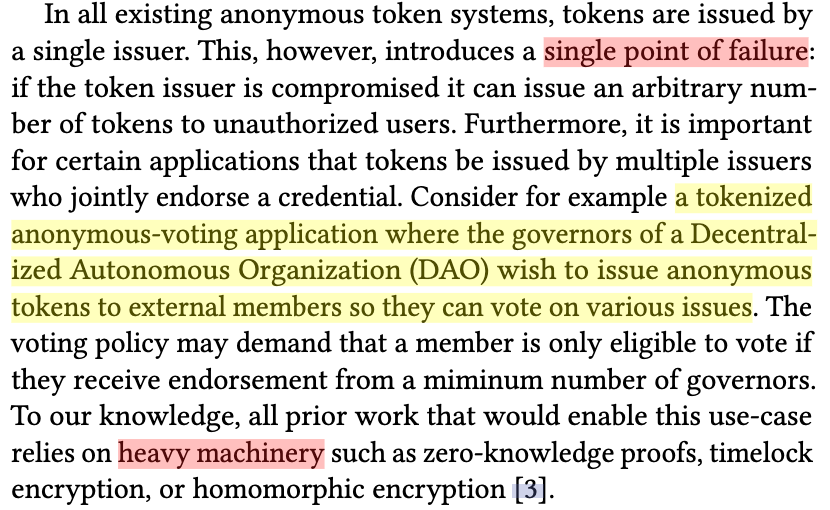 In all existing anonymous token systems, tokens are issued by
a single issuer. This, however, introduces a single point of failure:
if the token issuer is compromised it can issue an arbitrary num-
ber of tokens to unauthorized users. Furthermore, it is important
for certain applications that tokens be issued by multiple issuers
who jointly endorse a credential. Consider for example a tokenized
anonymous-voting application where the governors of a Decentral-
ized Autonomous Organization (DAO) wish to issue anonymous
tokens to external members so they can vote on various issues. The
voting policy may demand that a member is only eligible to vote if
they receive endorsement from a miminum number of governors.
To our knowledge, all prior work that would enable this use-case
relies on heavy machinery such as zero-knowledge proofs, timelock
encryption, or homomorphic encryption [3].